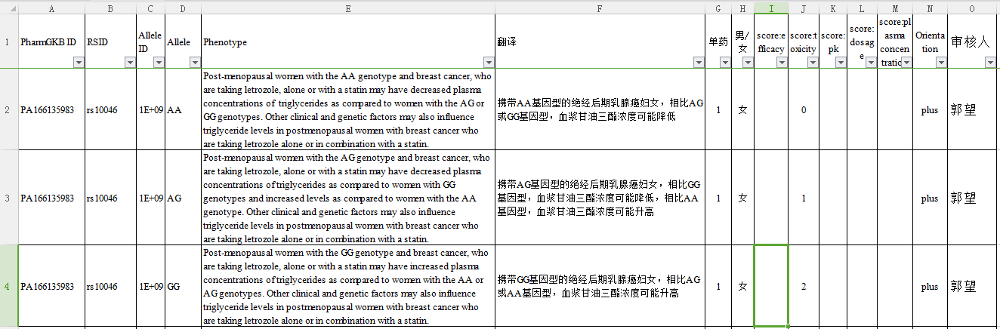 A B C D E F G H I J K L M N O
1 PharmGKB ID RSID Allele ID Allele Phenotype 翻译 单药 男/女 score:efficacy score:toxicity score:pk score:dosage score:plasma concentratic Orientation 审核人
2 PA166135983 rs10046 1E+09 AA
Post-menopausal women with the AA genotype and breast cancer, who
are taking letrozole, alone or with a statin may have decreased plasma
concentrations of triglycerides as compared to women with the AG or
GG genotypes. Other clinical and genetic factors may also influence
triglyceride levels in postmenopausal women with breast cancer who
are taking letrozole alone or in combination with a statin.
携带AA基因型的绝经后期乳腺癌妇女，相比AG
或GG基因型，血浆甘油三酯浓度可能降低
1 女 0 plus 郭望
3 PA166135983 rs10046 1E+09 AG
Post-menopausal women with the AG genotype and breast cancer, who
are taking letrozole, alone or with a statin may have decreased plasma
concentrations of triglycerides as compared to women with GG
genotypes and increased levels as compared to women with the AA
genotype. Other clinical and genetic factors may also influence
triglyceride levels in postmenopausal women with breast cancer who
are taking letrozole alone or in combination with a statin.
携带AG基因型的绝经后期乳腺癌妇女，相比GG
基因型，血浆甘油三酯浓度可能降低，相比AA
基因型，血浆甘油三酯浓度可能升高
1 女 1 plus 郭望
4 PA166135983 rs10046 1E+09 GG
Post-menopausal women with the GG genotype and breast cancer, who
are taking letrozole, alone or with a statin may have increased plasma
concentrations of triglycerides as compared to women with the AA or
AG genotypes. Other clinical and genetic factors may also influence
triglyceride levels in postmenopausal women with breast cancer who
are taking letrozole alone or in combination with a statin.
携带GG基因型的绝经后期乳腺癌妇女，相比AG
或AA基因型，血浆甘油三酯浓度可能升高
1 女 2 plus 郭望